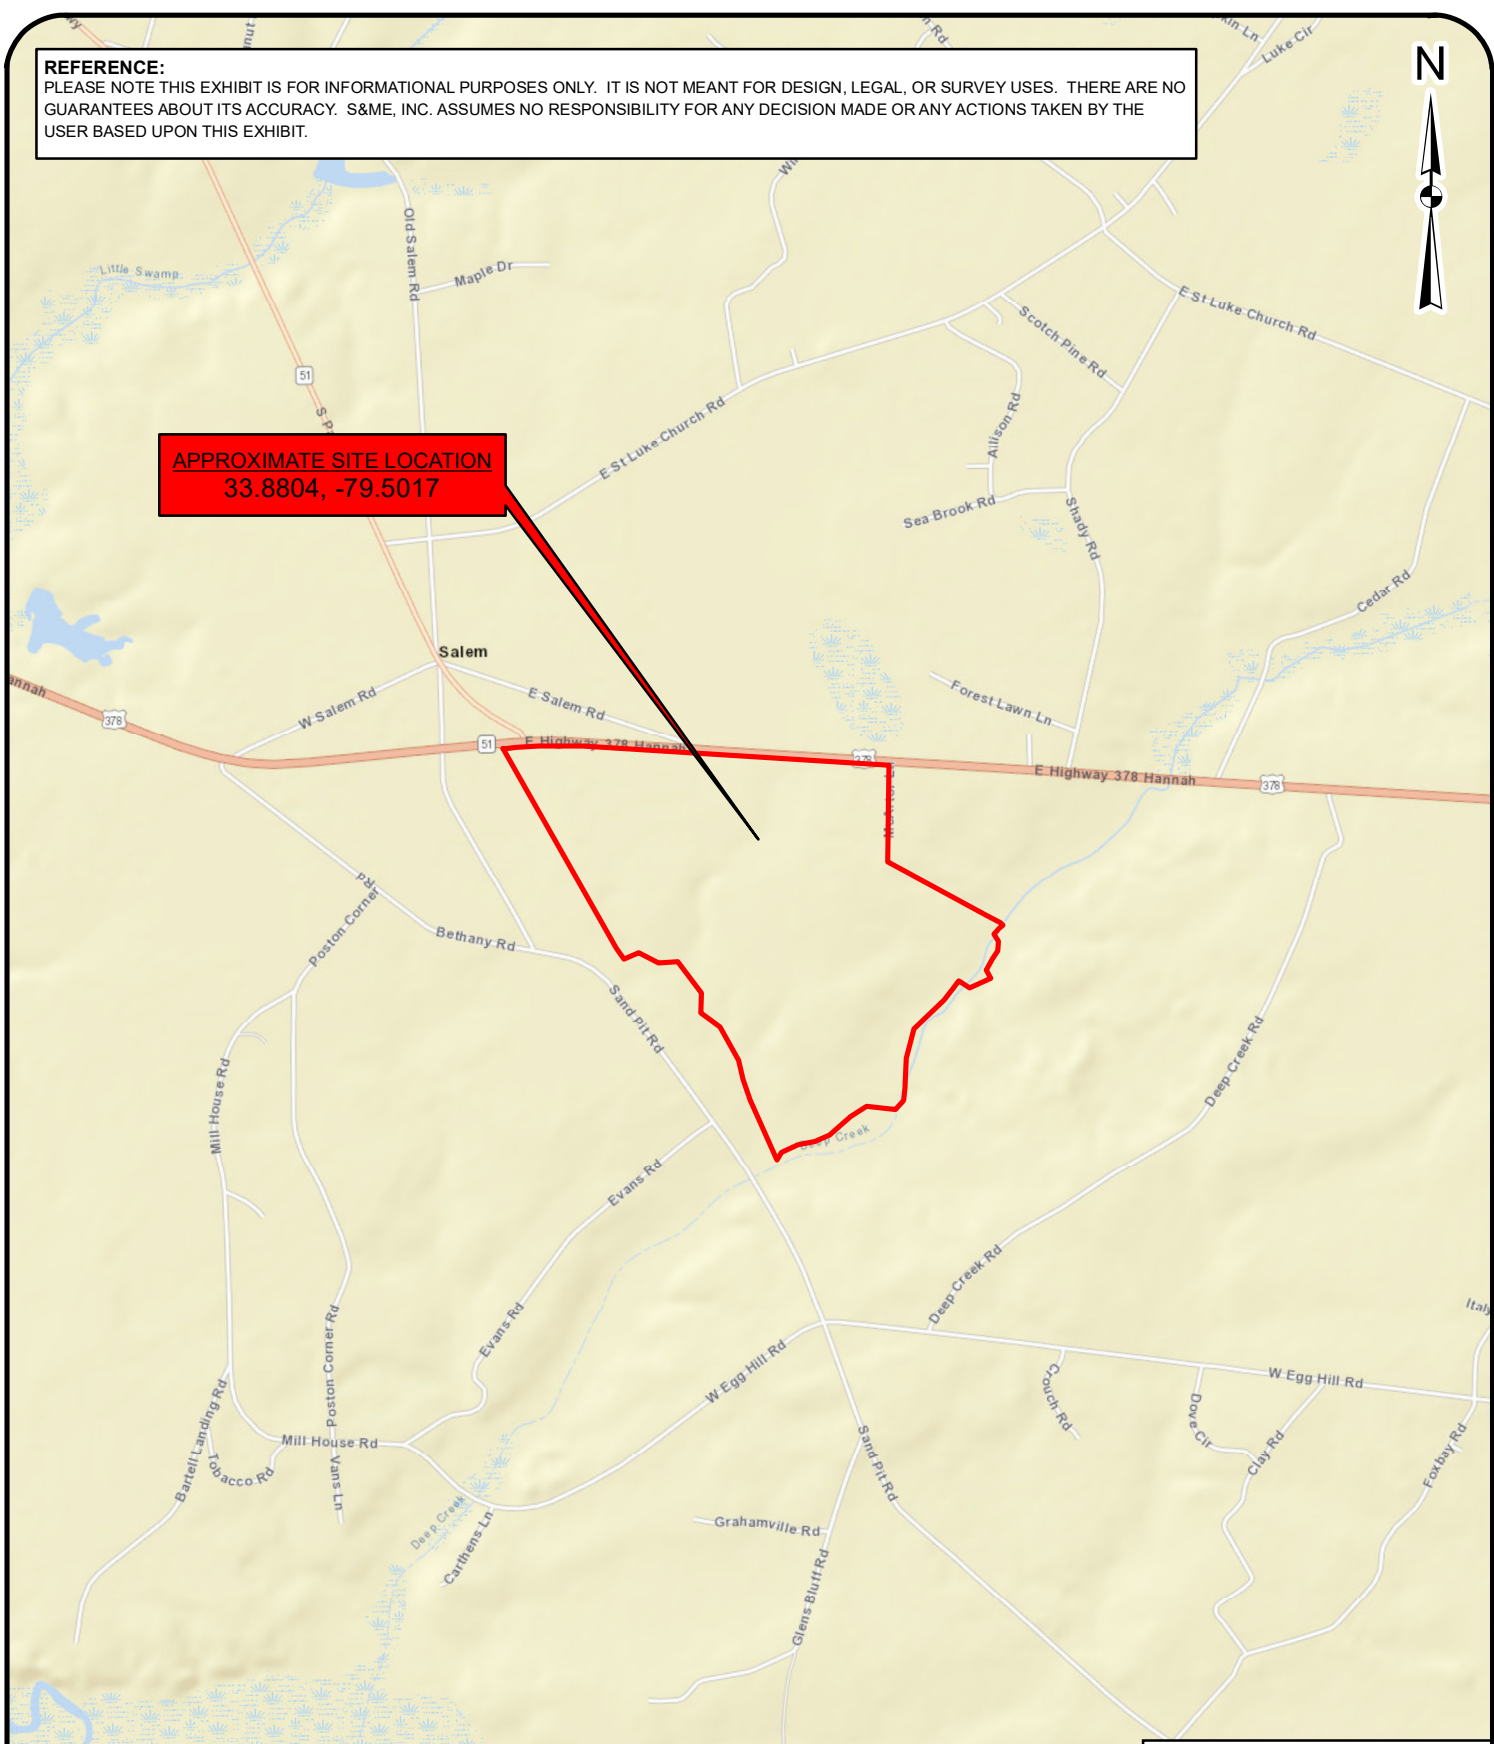 REFERENCE:
PLEASE NOTE THIS EXHIBIT IS FOR INFORMATIONAL PURPOSES ONLY. IT IS NOT MEANT FOR DESIGN, LEGAL, OR SURVEY USES. THERE ARE NO
GUARANTEES ABOUT ITS ACCURACY. S&ME, INC. ASSUMES NO RESPONSIBILITY FOR ANY DECISION MADE OR ANY ACTIONS TAKEN BY THE
USER BASED UPON THIS EXHIBIT.
N
Luke Cir
Old Salem Rd
Little Swamp
Maple Dr
E St Luke Church Rd
Scotch Pine Rd
51
Allison Rd
E St Luke Church Rd
APPROXIMATE SITE LOCATION
33.8804, -79.5017
Sea Brook Rd
Shady Rd
Cedar Rd
Salem
W Salem Rd
E Salem Rd
Forest Lawn Ln
378
51
E Highway 378 Hannah
378
E Highway 378 Hannah
378
Poston Corner Rd
Bethany Rd
Sand Pit Rd
Mill House Rd
Deep Creek Rd
Deep Creek
Evans Rd
Deep Creek Rd
Evans Rd
Poston Corner Rd
W Egg Hill Rd
W Egg Hill Rd
Crouch Rd
Dove Cir
Clay Rd
Foxbay Rd
Bartell Landing Rd
Mill House Rd
Tobacco Rd
Vans Ln
Sand Pit Rd
Deep Creek
Carthens Ln
Grahamville Rd
Glens Bluff Rd